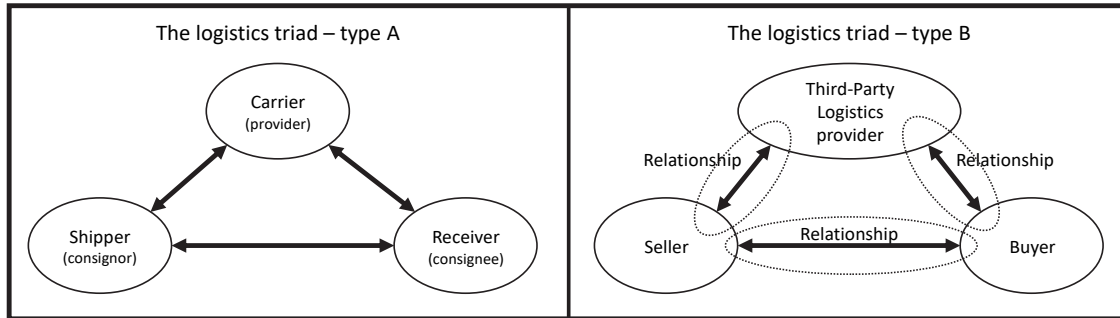 The logistics triad – type A
Carrier
(provider)
Shipper
(consignor)
Receiver
(consignee)
The logistics triad – type B
Third-Party
Logistics
provider
Relationship
Relationship
Seller
Relationship
Buyer